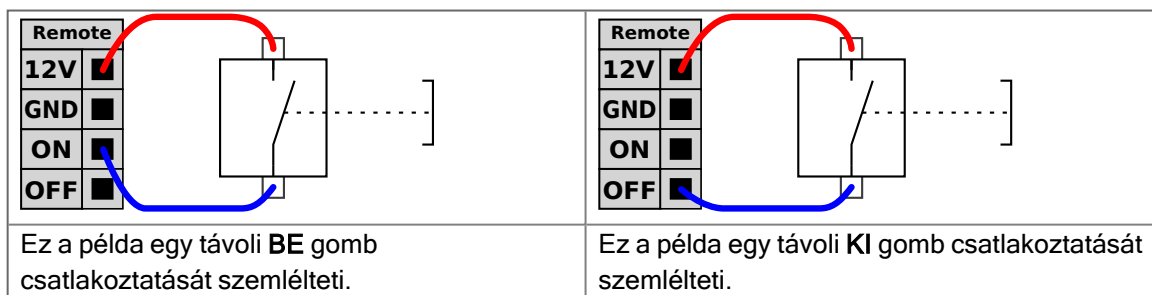 Remote
12V
GND
ON
OFF
Ez a példa egy távoli BE gomb
csatlakoztatását szemlélteti.
Remote
12V
GND
ON
OFF
Ez a példa egy távoli KI gomb csatlakoztatását
szemlélteti.